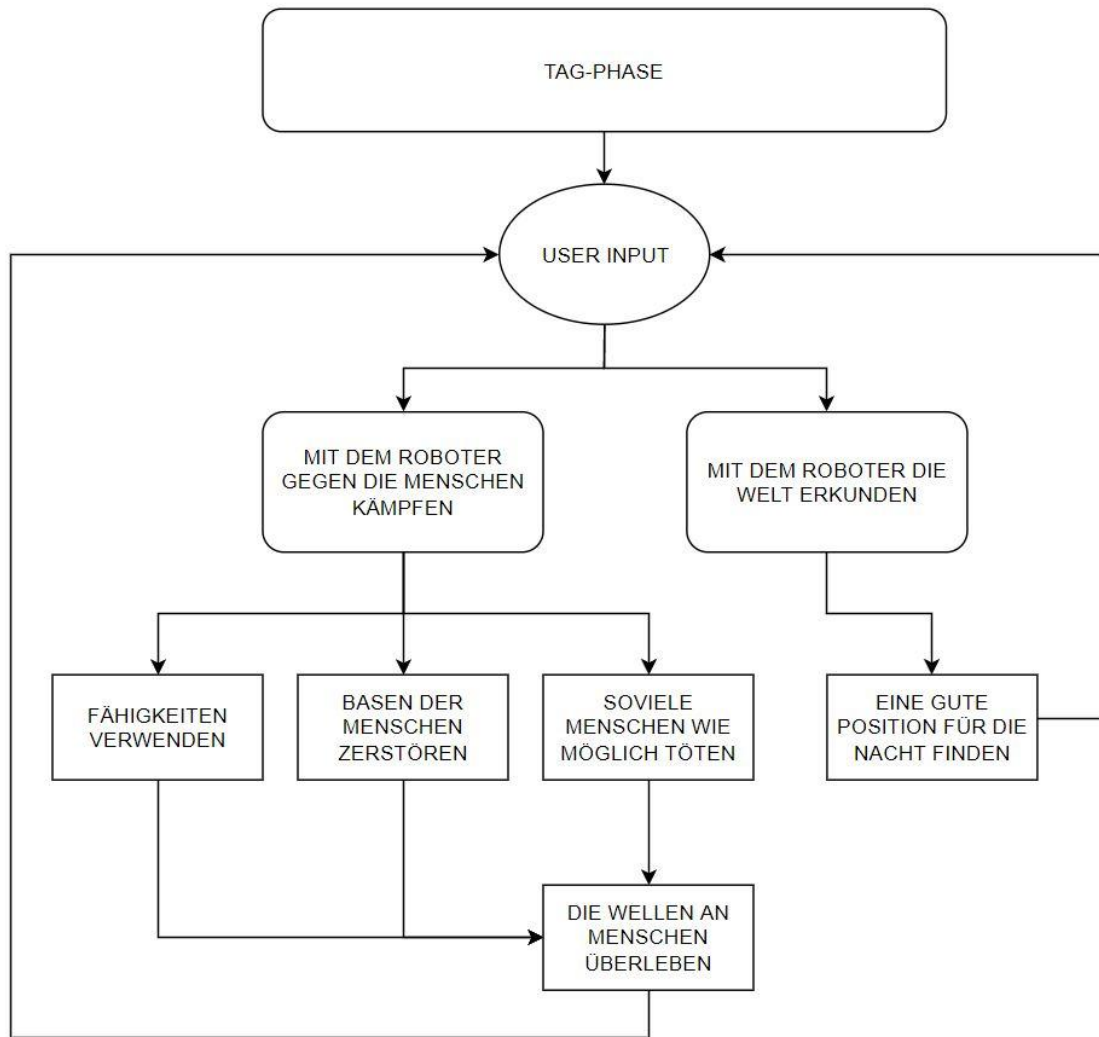 TAG-PHASE
USER INPUT
MIT DEM ROBOTER
GEGEN DIE MENSCHEN
KÄMPFEN
MIT DEM ROBOTER DIE
WELT ERKUNDEN
FÄHIGKEITEN
VERWENDEN
BASEN DER
MENSCHEN
ZERSTÖREN
SOVIELE
MENSCHEN WIE
MÖGLICH TÖTEN
EINE GUTE
POSITION FÜR DIE
NACHT FINDEN
DIE WELLEN AN
MENSCHEN
ÜBERLEBEN